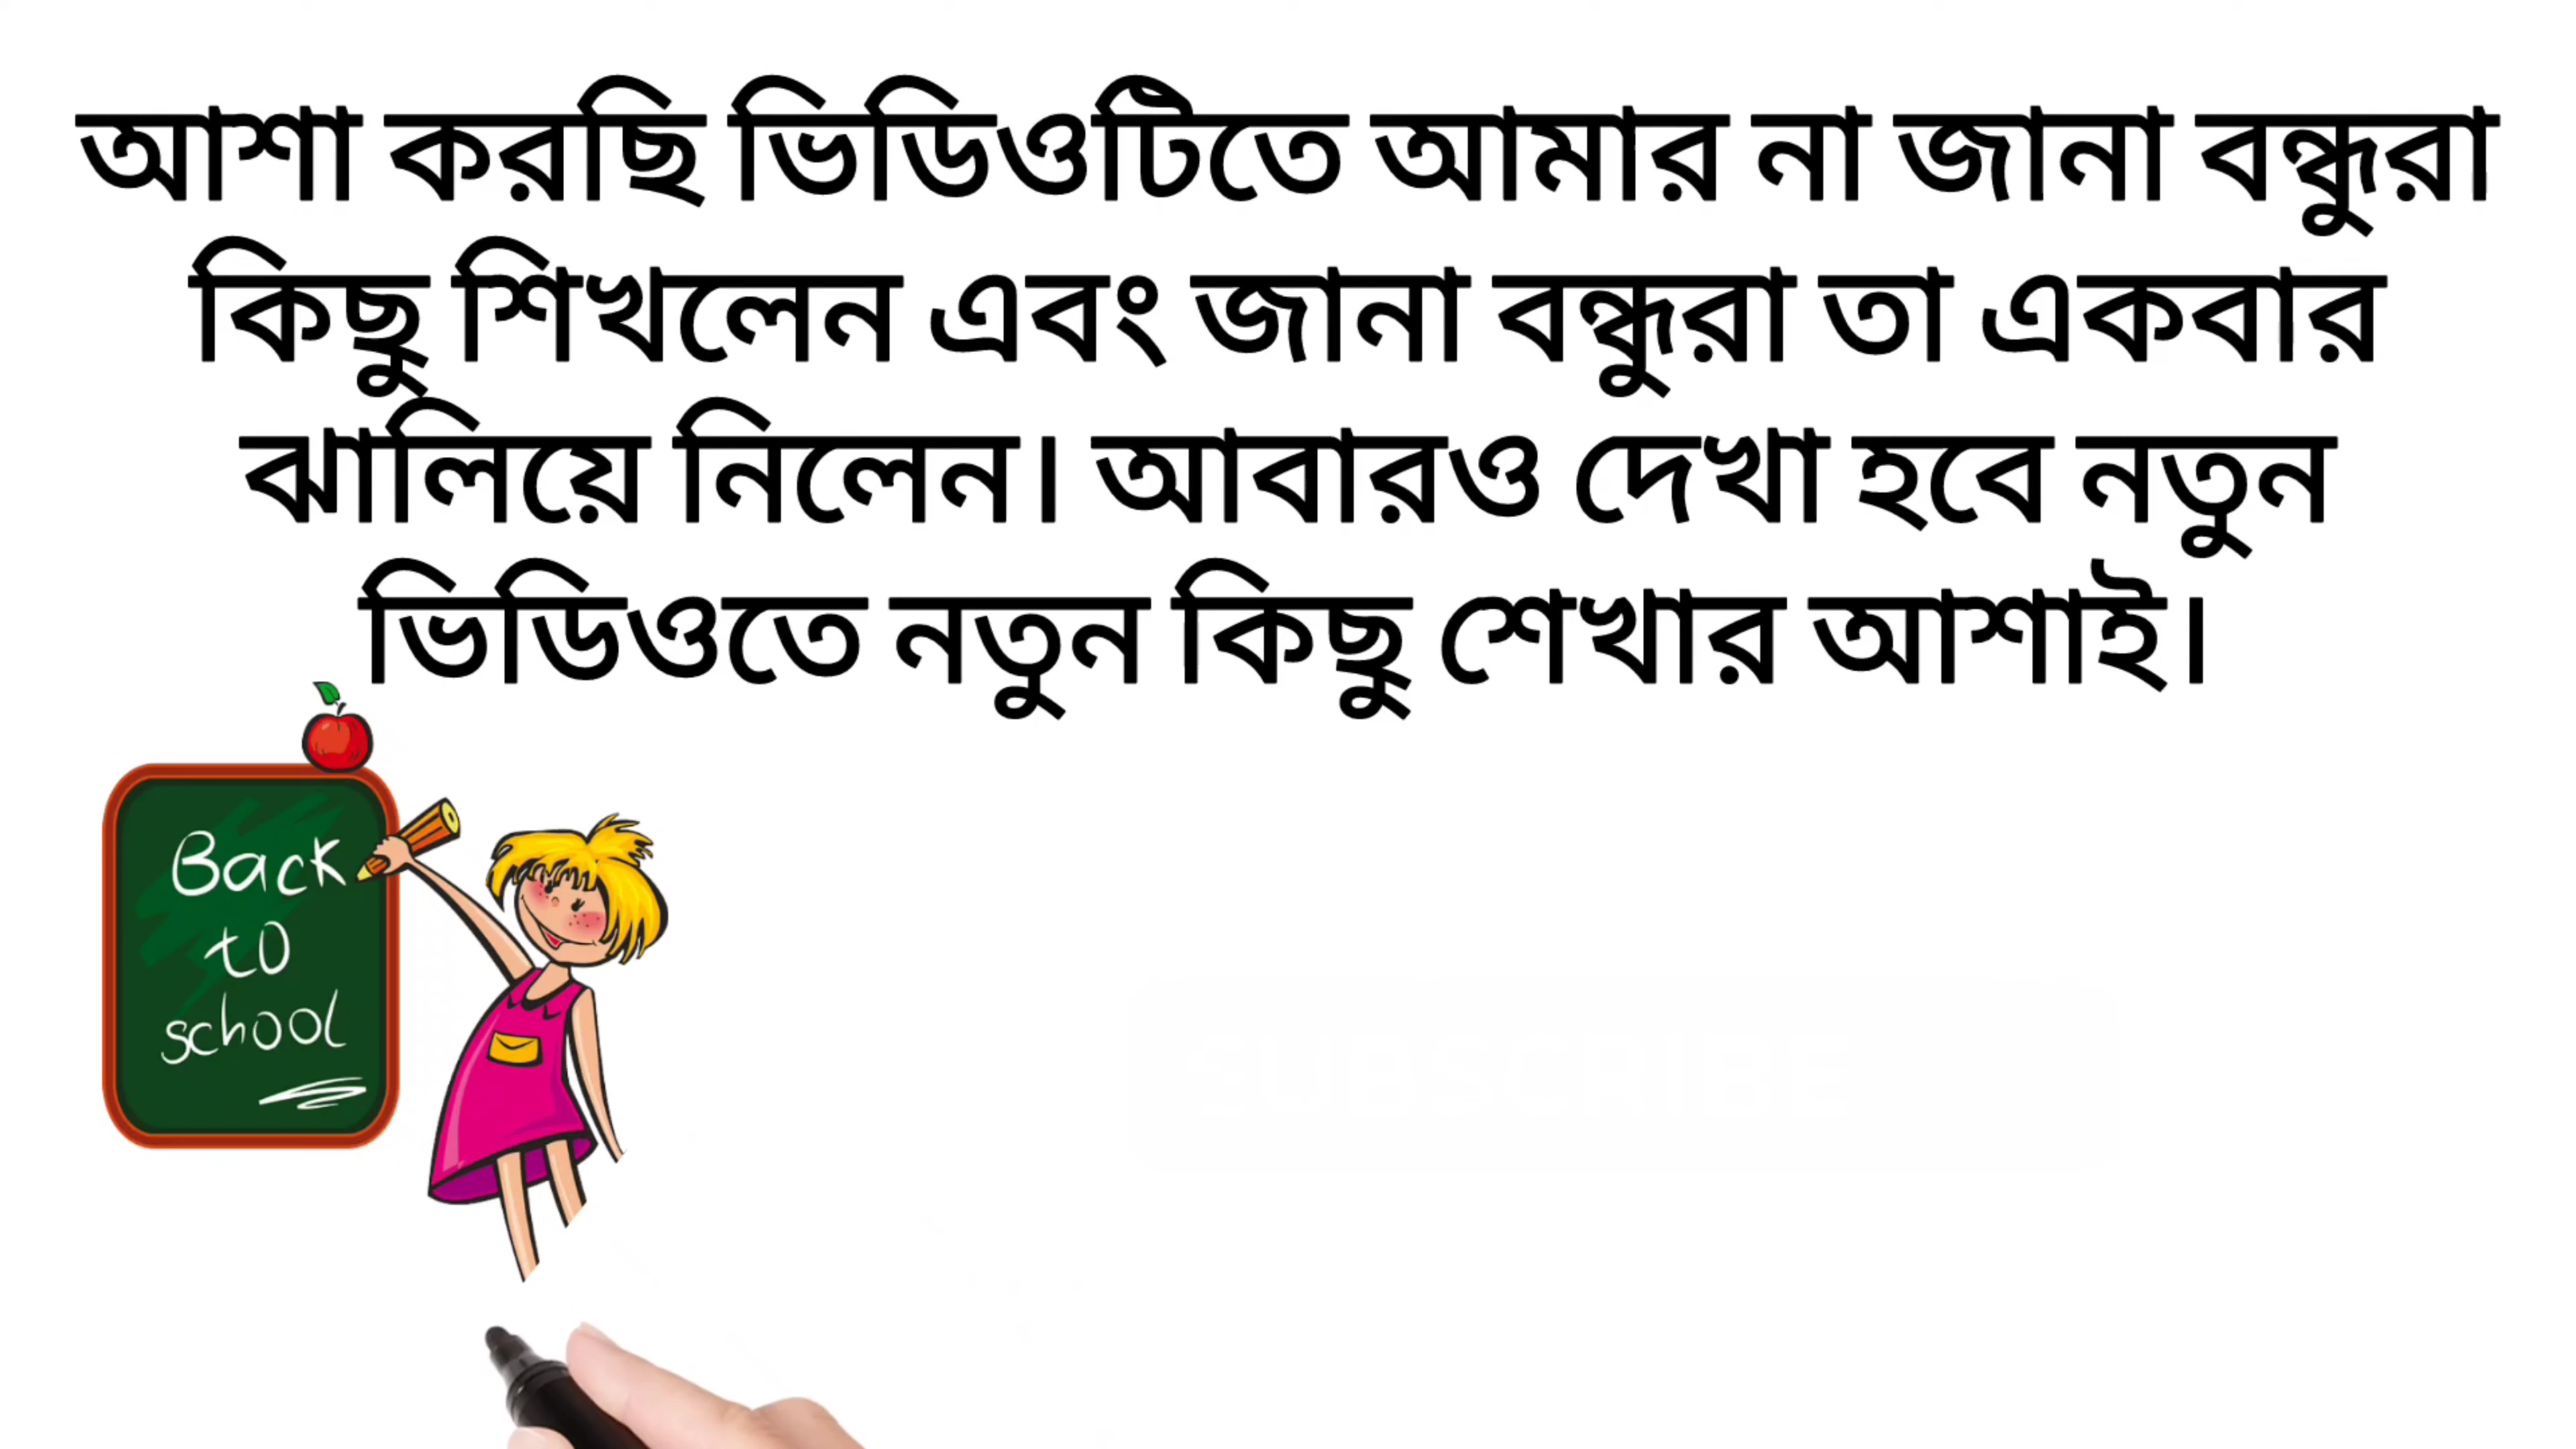 আশা করছি ভিডিওটিতে আমার না জানা বন্ধুরা
কিছু শিখলেন এবং জানা বন্ধুরা তা একবার
ঝালিয়ে নিলেন। আবারও দেখা হবে নতুন
ভিডিওতে নতুন কিছু শেখার আশাই।
Back
to
school